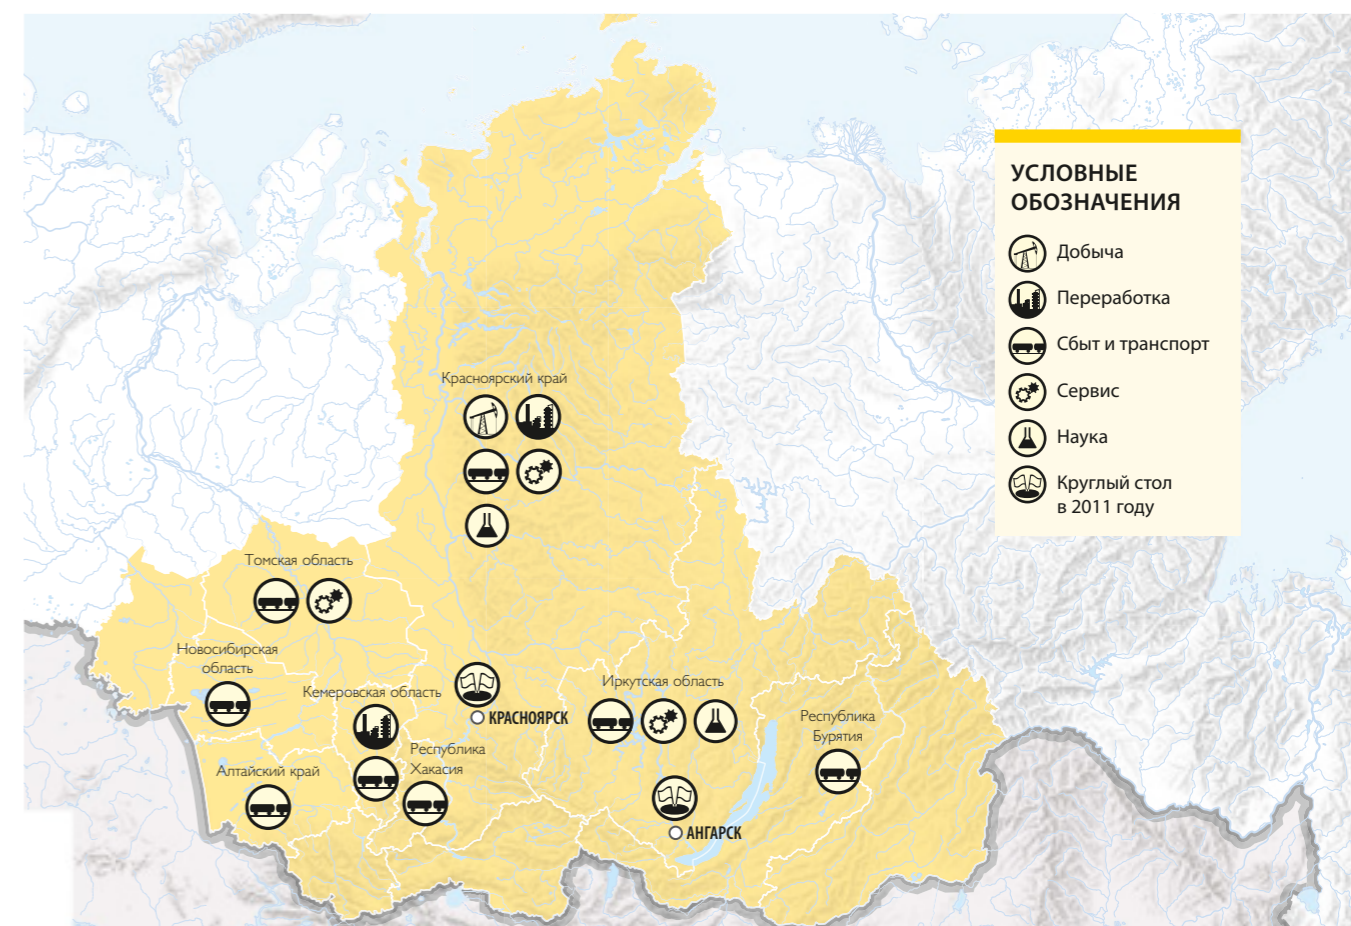 УСЛОВНЫЕ
ОБОЗНАЧЕНИЯ
Добыча
Переработка
Сбыт и транспорт
Сервис
Наука
Круглый стол
в 2011 году
Красноярский край
Томская область
Новосибирская
область
Кемеровская область
КРАСНОЯРСК
Иркутская область
Республика
Бурятия
Республика
Хакасия
Алтайский край
АНГАРСК